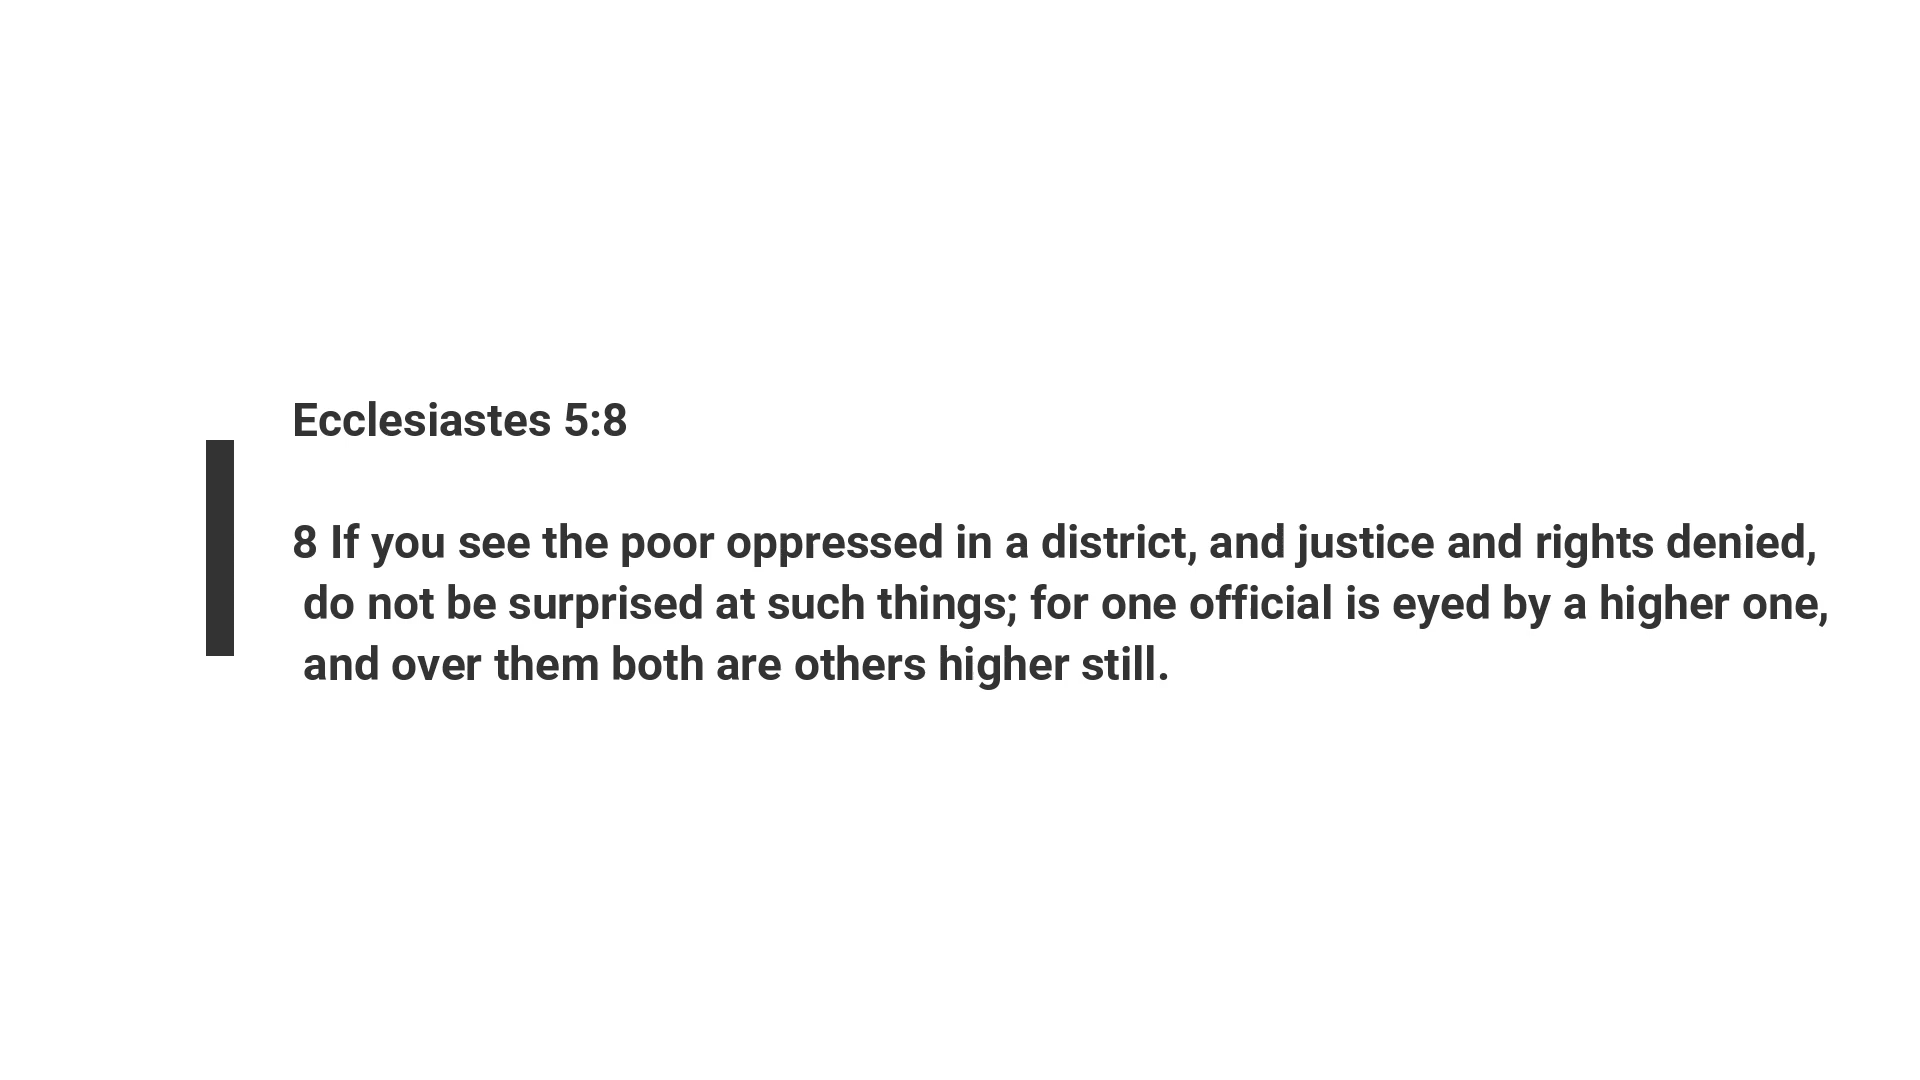 Ecclesiastes 5:8
8 If you see the poor oppressed in a district, and justice and rights denied,
do not be surprised at such things; for one official is eyed by a higher one,
and over them both are others higher still.